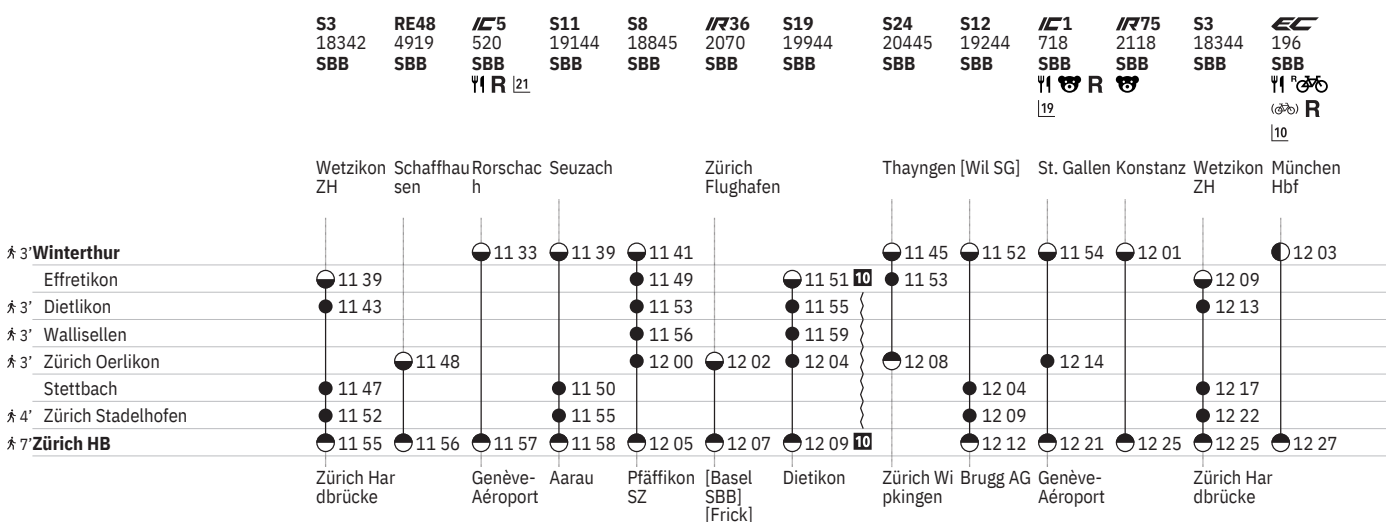 S3 RE48 IC5 S11 S8 IR36 S19 S24 S12 IC1 IR75 S3 EC
18342 4919 520 19144 18845 2070 19944 20445 19244 718 2118 18344 196
SBB SBB SBB SBB SBB SBB SBB SBB SBB SBB SBB SBB SBB
R 21 R R
R
19 10
Wetzikon Schaffhau Rorschac Seuzach Zürich Thayngen [Wil SG] St. Gallen Konstanz Wetzikon München
ZH sen h Flughafen ZH Hbf
3' Winterthur 11 33 11 39 11 41 11 45 11 52 11 54 12 01 12 03
Effretikon 11 39 11 49 11 51 10 11 53 12 09
3' Dietlikon 11 43 11 53 11 55 12 13
3' Wallisellen 11 56 11 59
3' Zürich Oerlikon 11 48 12 00 12 02 12 04 12 08 12 14
Stettbach 11 47 11 50 12 04 12 17
4' Zürich Stadelhofen 11 52 11 55 12 09 12 22
7' Zürich HB 11 55 11 56 11 57 11 58 12 05 12 07 12 09 10 12 12 12 21 12 25 12 25 12 27
Zürich Har Genève- Aarau Pfäffikon [Basel Dietikon Zürich Wi Brugg AG Genève- Zürich Har
dbrücke Aéroport SZ SBB] pkingen Aéroport dbrücke
[Frick]